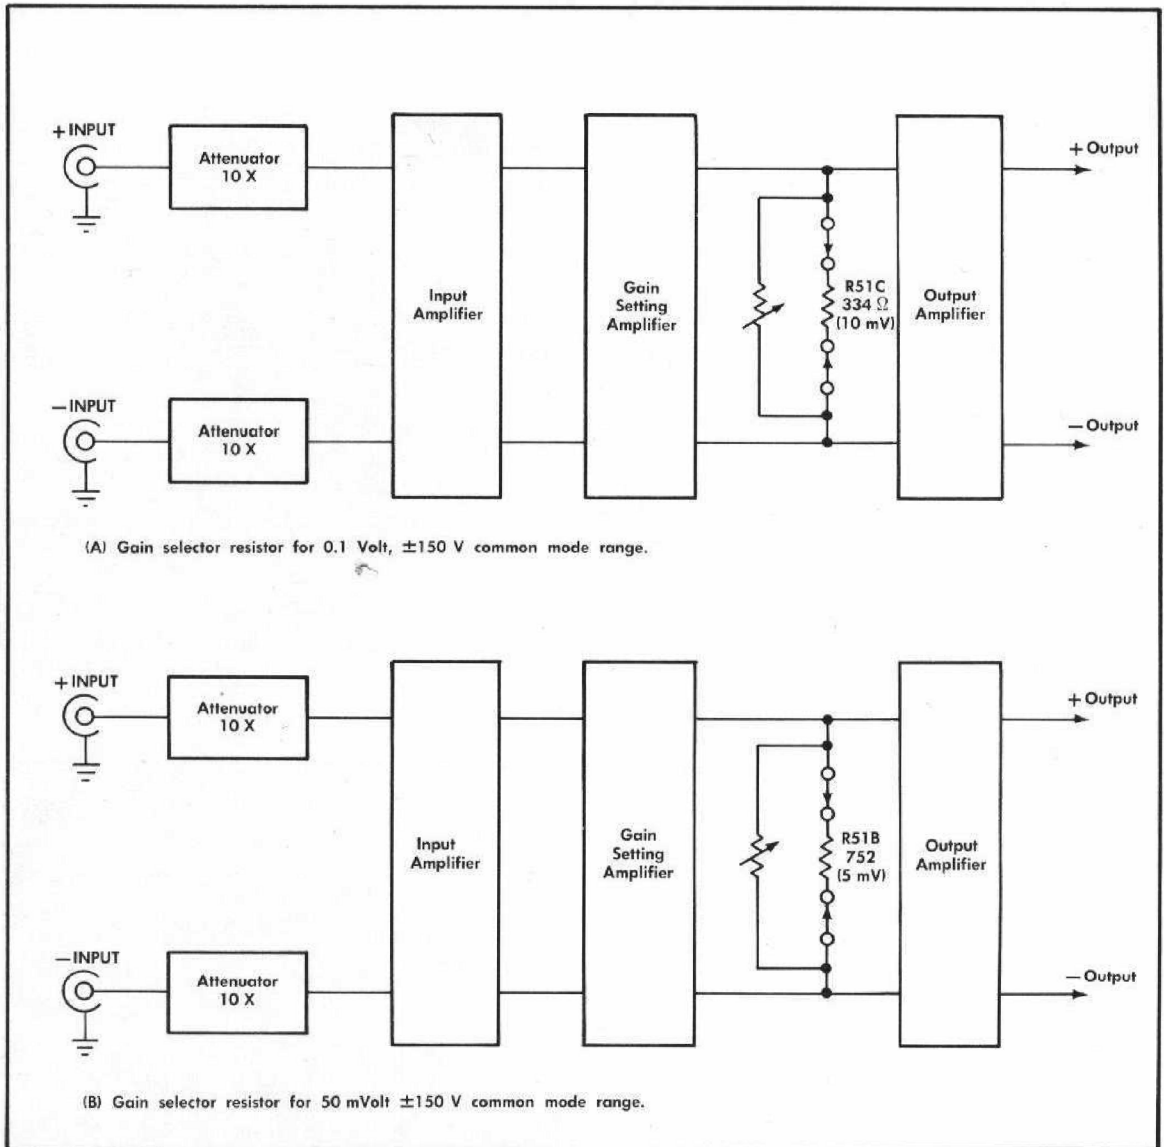 + INPUT
Attenuator
10 X
Input
Amplifier
Gain
Setting
Amplifier
R51C
334 Ω
(10 mV)
Output
Amplifier
+ Output
− INPUT
Attenuator
10 X
− Output
(A) Gain selector resistor for 0.1 Volt, ±150 V common mode range.
+ INPUT
Attenuator
10 X
Input
Amplifier
Gain
Setting
Amplifier
R51B
752
(5 mV)
Output
Amplifier
+ Output
− INPUT
Attenuator
10 X
− Output
(B) Gain selector resistor for 50 mVolt ±150 V common mode range.